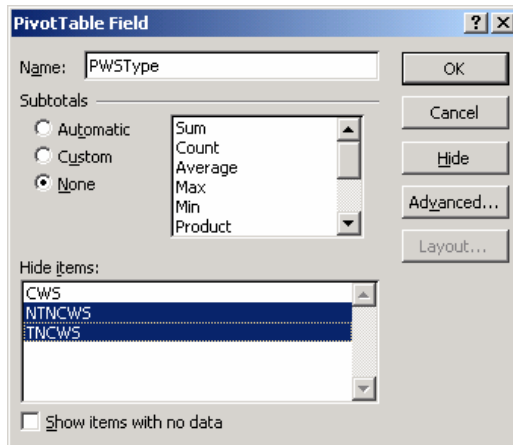 PivotTable Field
Name: PWSType
OK
Subtotals
Cancel
Automatic
Custom
None
Sum
Count
Average
Max
Min
Product
Hide
Advanced...
Layout...
Hide items:
CWS
NTNCWS
TNCWS
Show items with no data